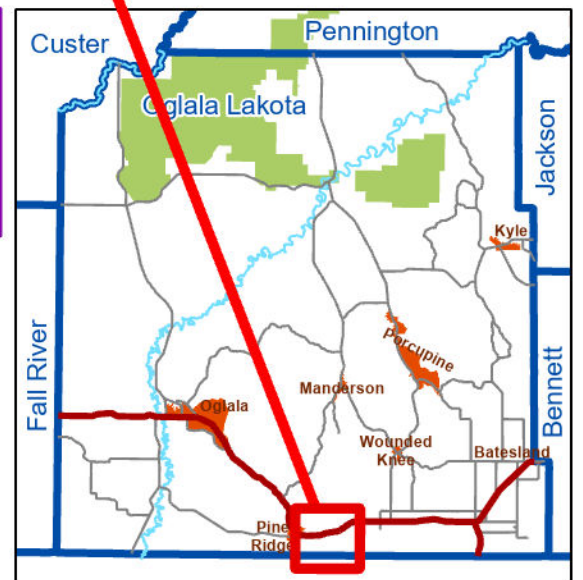 Custer
Pennington
Oglala Lakota
Jackson
Kyle
Fall River
Porcupine
Manderson
Oglala
Bennett
Wounded
Knee
Batesland
Pine
Ridge